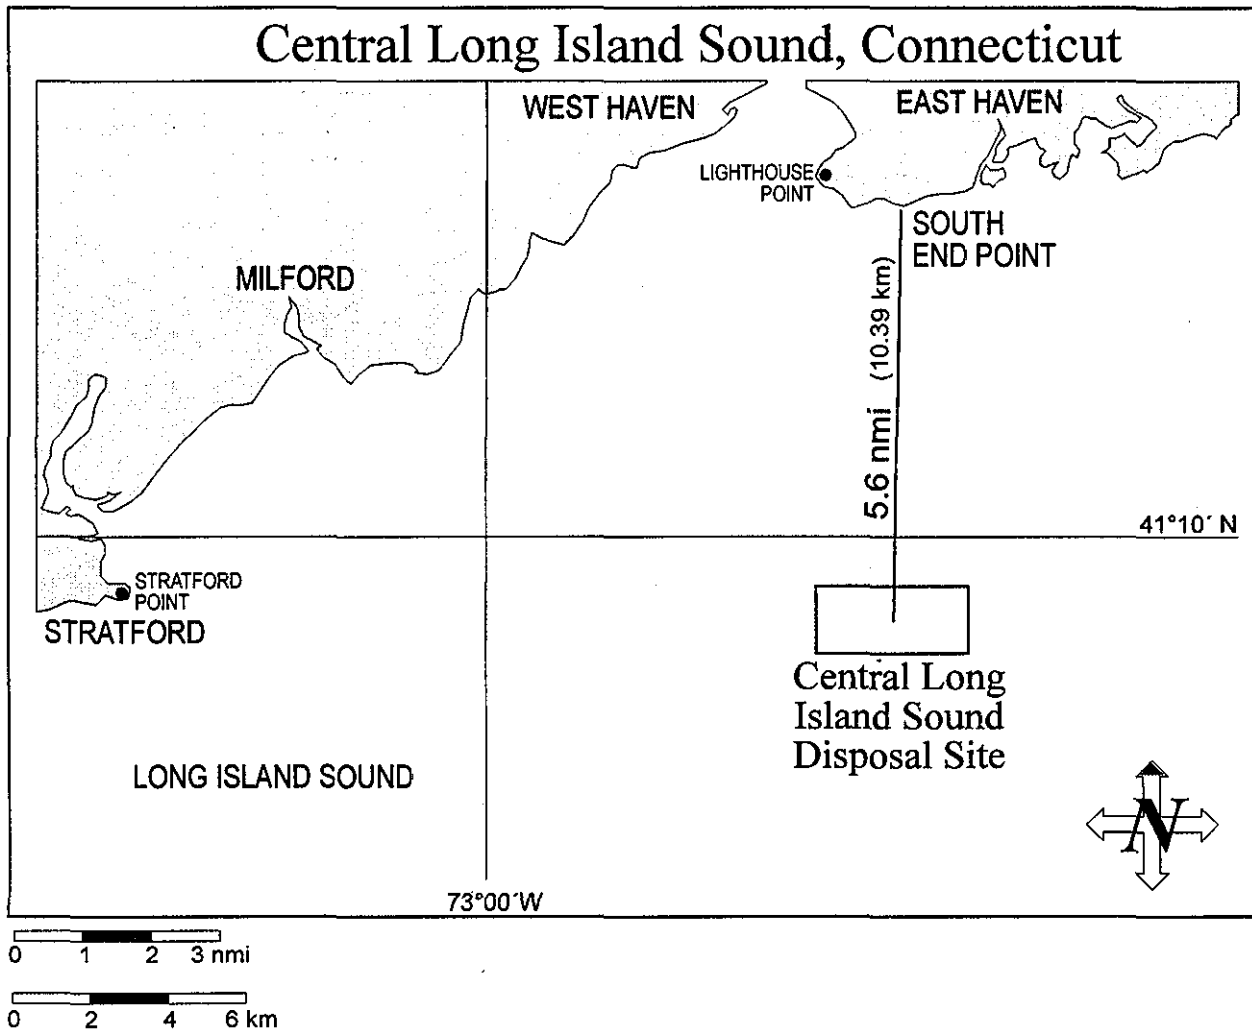 Central Long Island Sound, Connecticut
WEST HAVEN
EAST HAVEN
LIGHTHOUSE
POINT
SOUTH
END POINT
MILFORD
5.6 nmi (10.39 km)
41°10´ N
STRATFORD
POINT
STRATFORD
Central Long
Island Sound
Disposal Site
LONG ISLAND SOUND
N
73°00´W
0 1 2 3 nmi
0 2 4 6 km